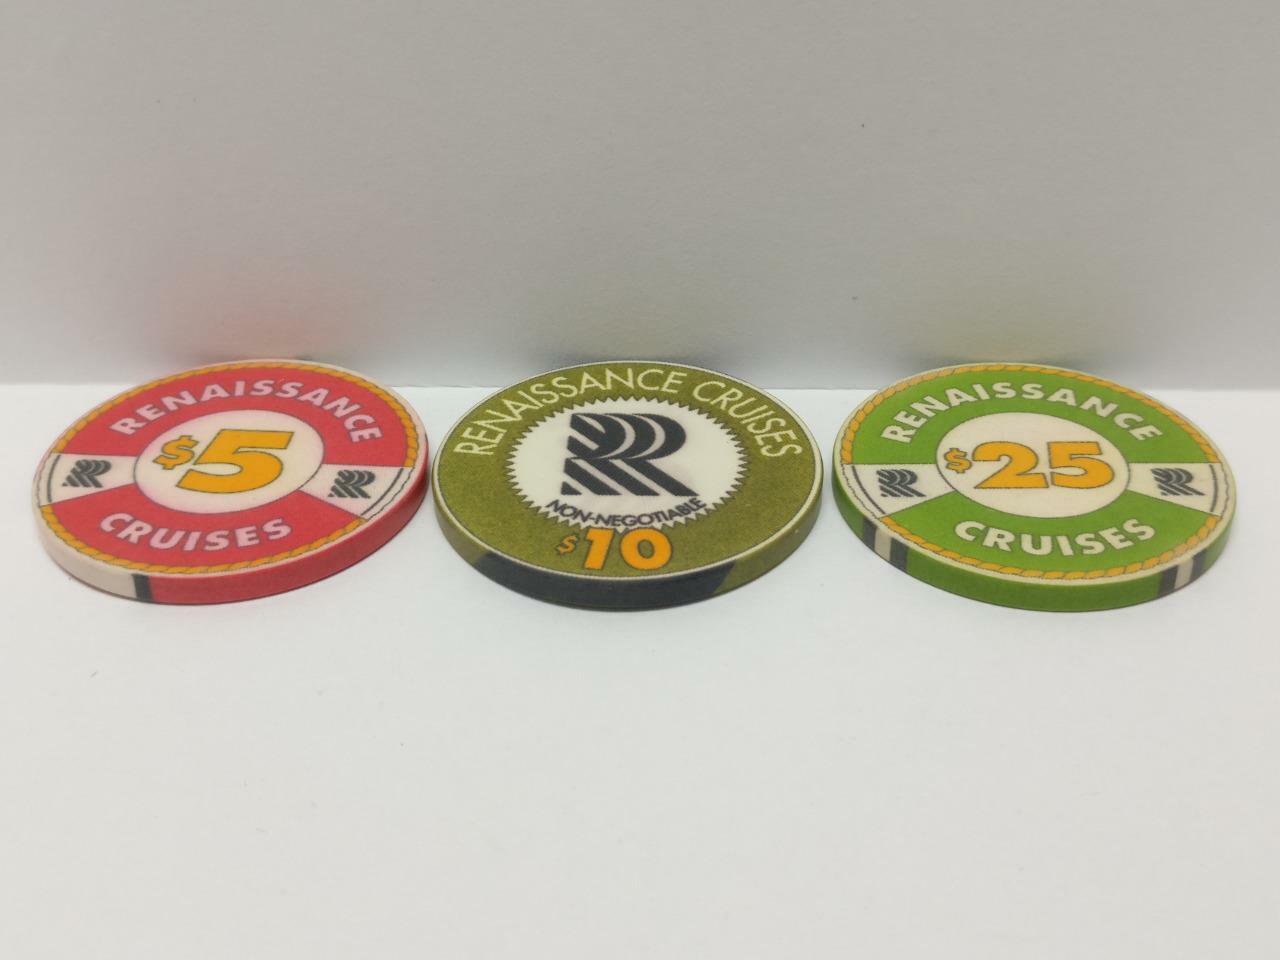 RENAISSANCE
$5
CRUISES
RENAISSANCE CRUISES
R
NON-NEGOTIABLE
$10
RENAISSANCE
$25
CRUISES